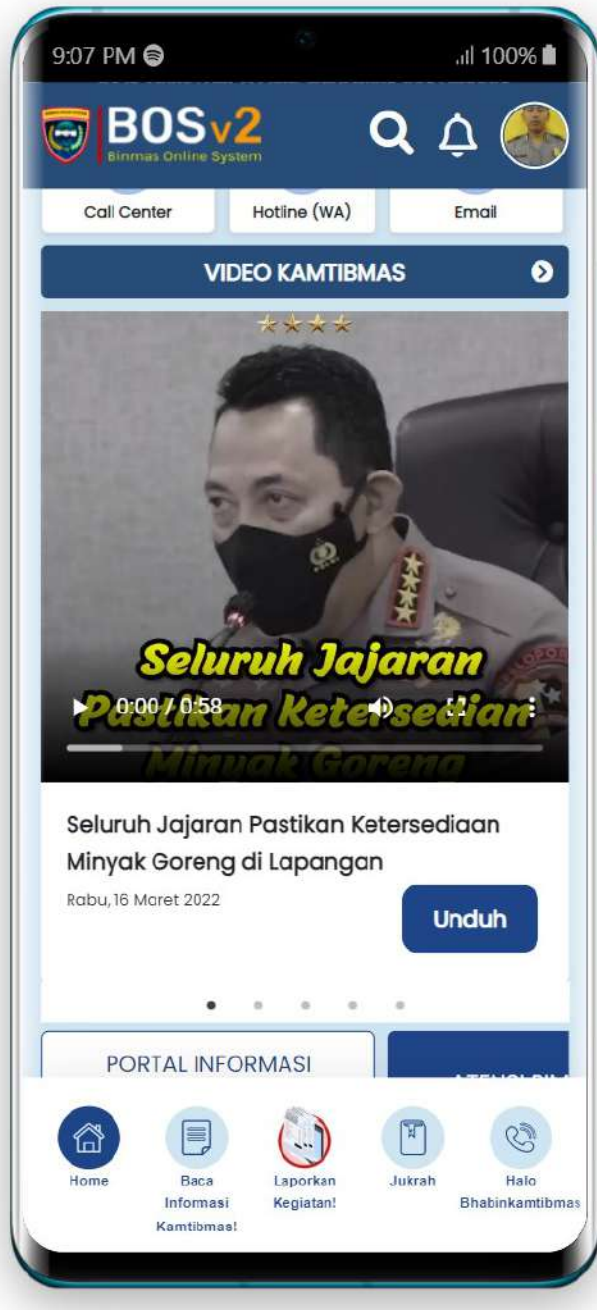 9:07 PM
100%
BOSv2
Binmas Online System
Call Center
Hotline (WA)
Email
VIDEO KAMTIBMAS
Seluruh Jajaran
Pastikan Ketersedian
Minyak Goreng
0:00 / 0:58
Seluruh Jajaran Pastikan Ketersediaan
Minyak Goreng di Lapangan
Rabu, 16 Maret 2022
Unduh
PORTAL INFORMASI
Home
Baca
Informasi
Kamtibmas!
Laporkan
Kegiatan!
Jukrah
Halo
Bhabinkamtibmas